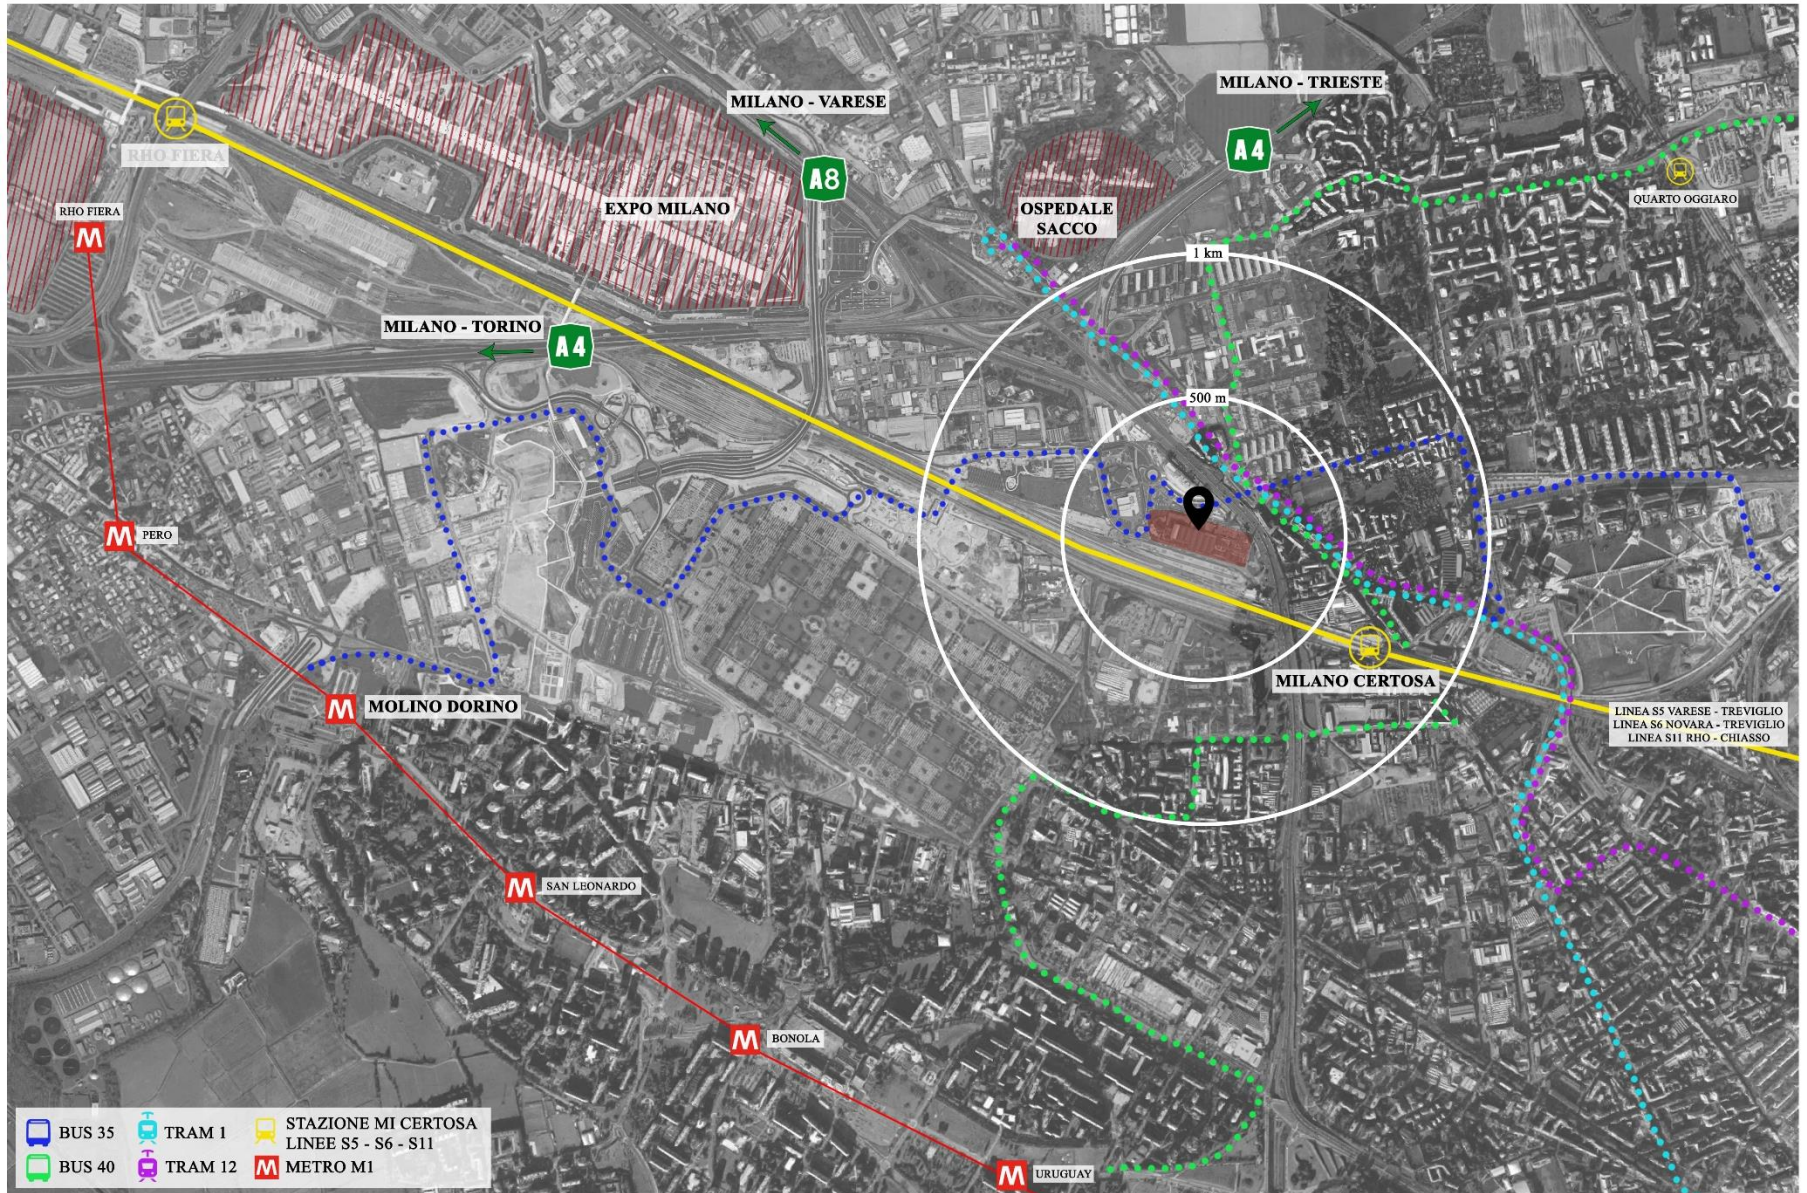 MILANO - TRIESTE
MILANO - VARESE
A4
RHO FIERA
A8
QUARTO OGGIARO
RHO FIERA
M
EXPO MILANO
OSPEDALE
SACCO
1 km
MILANO - TORINO
A4
500 m
M
PERO
MILANO CERTOSA
M
MOLINO DORINO
LINEA S5 VARESE - TREVIGLIO
LINEA S6 NOVARA - TREVIGLIO
LINEA S11 RHO - CHIASSO
M
SAN LEONARDO
M
BONOLA
M
URUGUAY
BUS 35
TRAM 1
STAZIONE MI CERTOSA
LINEE S5 - S6 - S11
BUS 40
TRAM 12
M
METRO M1